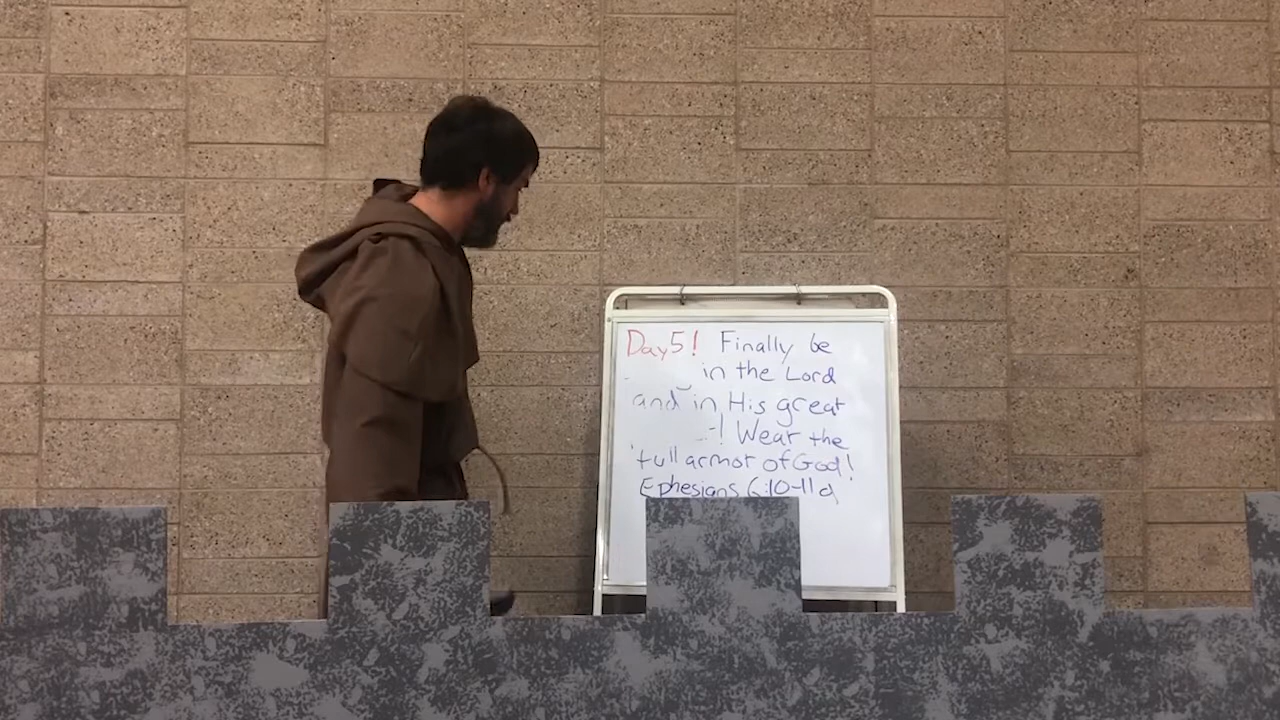 Day 5! Finally be
in the Lord
and in His great
! Wear the
full armor of God!
Ephesians 6:10-11a